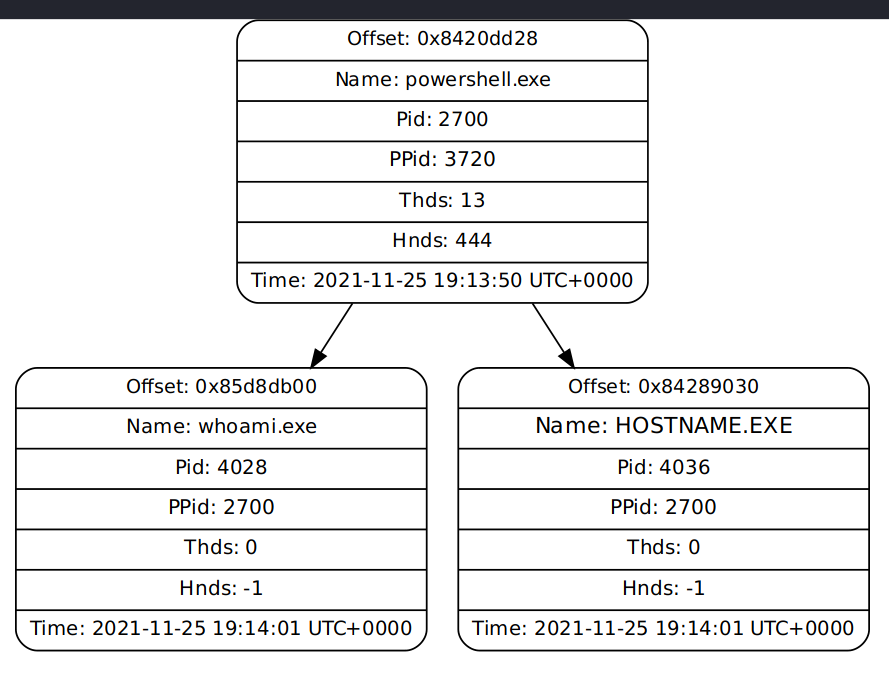 Offset: 0x8420dd28
Name: powershell.exe
Pid: 2700
PPid: 3720
Thds: 13
Hnds: 444
Time: 2021-11-25 19:13:50 UTC+0000
Offset: 0x85d8db00
Name: whoami.exe
Pid: 4028
PPid: 2700
Thds: 0
Hnds: -1
Time: 2021-11-25 19:14:01 UTC+0000
Offset: 0x84289030
Name: HOSTNAME.EXE
Pid: 4036
PPid: 2700
Thds: 0
Hnds: -1
Time: 2021-11-25 19:14:01 UTC+0000